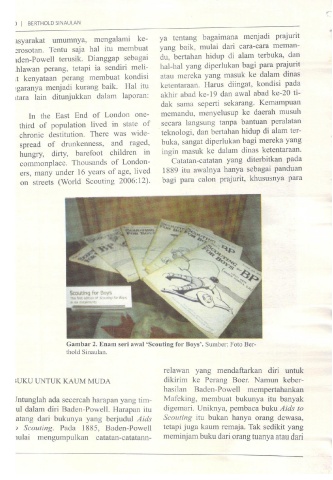 BERTHOLD SINAULAN
asyarakat umumnya, mengalami ke-
erosotan. Tentu saja hal itu membuat
aden-Powell terusik. Dianggap sebagai
hlawan perang, tetapi ia sendiri meli-
t kenyataan perang membuat kondisi
garanya menjadi kurang baik. Hal itu
tara lain ditunjukkan dalam laporan:
In the East End of London one-
third of population lived in state of
chronic destitution. There was wide-
spread of drunkenness, and raged,
hungry, dirty, barefoot children in
commonplace. Thousands of London-
ers, many under 16 years of age, lived
on streets (World Scouting 2006:12).
ya tentang bagaimana menjadi prajurit
yang baik, mulai dari cara-cara meman-
du, bertahan hidup di alam terbuka, dan
hal-hal yang diperlukan bagi para prajurit
atau mereka yang masuk ke dalam dinas
ketentaraan. Harus diingat, kondisi pada
akhir abad ke-19 dan awal abad ke-20 ti-
dak sama seperti sekarang. Kemampuan
memandu, menyelusup ke daerah musuh
secara langsung tanpa bantuan peralatan
teknologi, dan bertahan hidup di alam ter-
buka, sangat diperlukan bagi mereka yang
ingin masuk ke dalam dinas ketentaraan.
Catatan-catatan yang diterbitkan pada
1889 itu awalnya hanya sebagai panduan
bagi para calon prajurit, khususnya para
Scouting for Boys
Gambar 2. Enam seri awal 'Scouting for Boys'. Sumber: Foto Ber-
thold Sinaulan.
BUKU UNTUK KAUM MUDA
Untunglah ada secercah harapan yang tim-
ul dalam diri Baden-Powell. Harapan itu
atang dari bukunya yang berjudul Aids
o Scouting. Pada 1885, Baden-Powell
ulai mengumpulkan catatan-catatann-
relawan yang mendaftarkan diri untuk
dikirim ke Perang Boer. Namun keber-
hasilan Baden-Powell mempertahankan
Mafeking, membuat bukunya itu banyak
digemari. Uniknya, pembaca buku Aids to
Scouting itu bukan hanya orang dewasa,
tetapi juga kaum remaja. Tak sedikit yang
meminjam buku dari orang tuanya atau dari